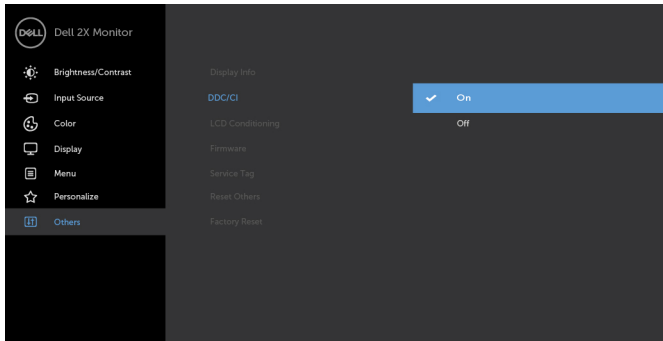 DELL Dell 2X Monitor
Brightness/Contrast Display Info
Input Source DDC/CI On
Color LCD Conditioning Off
Display Firmware
Menu Service Tag
Personalize Reset Others
Others Factory Reset